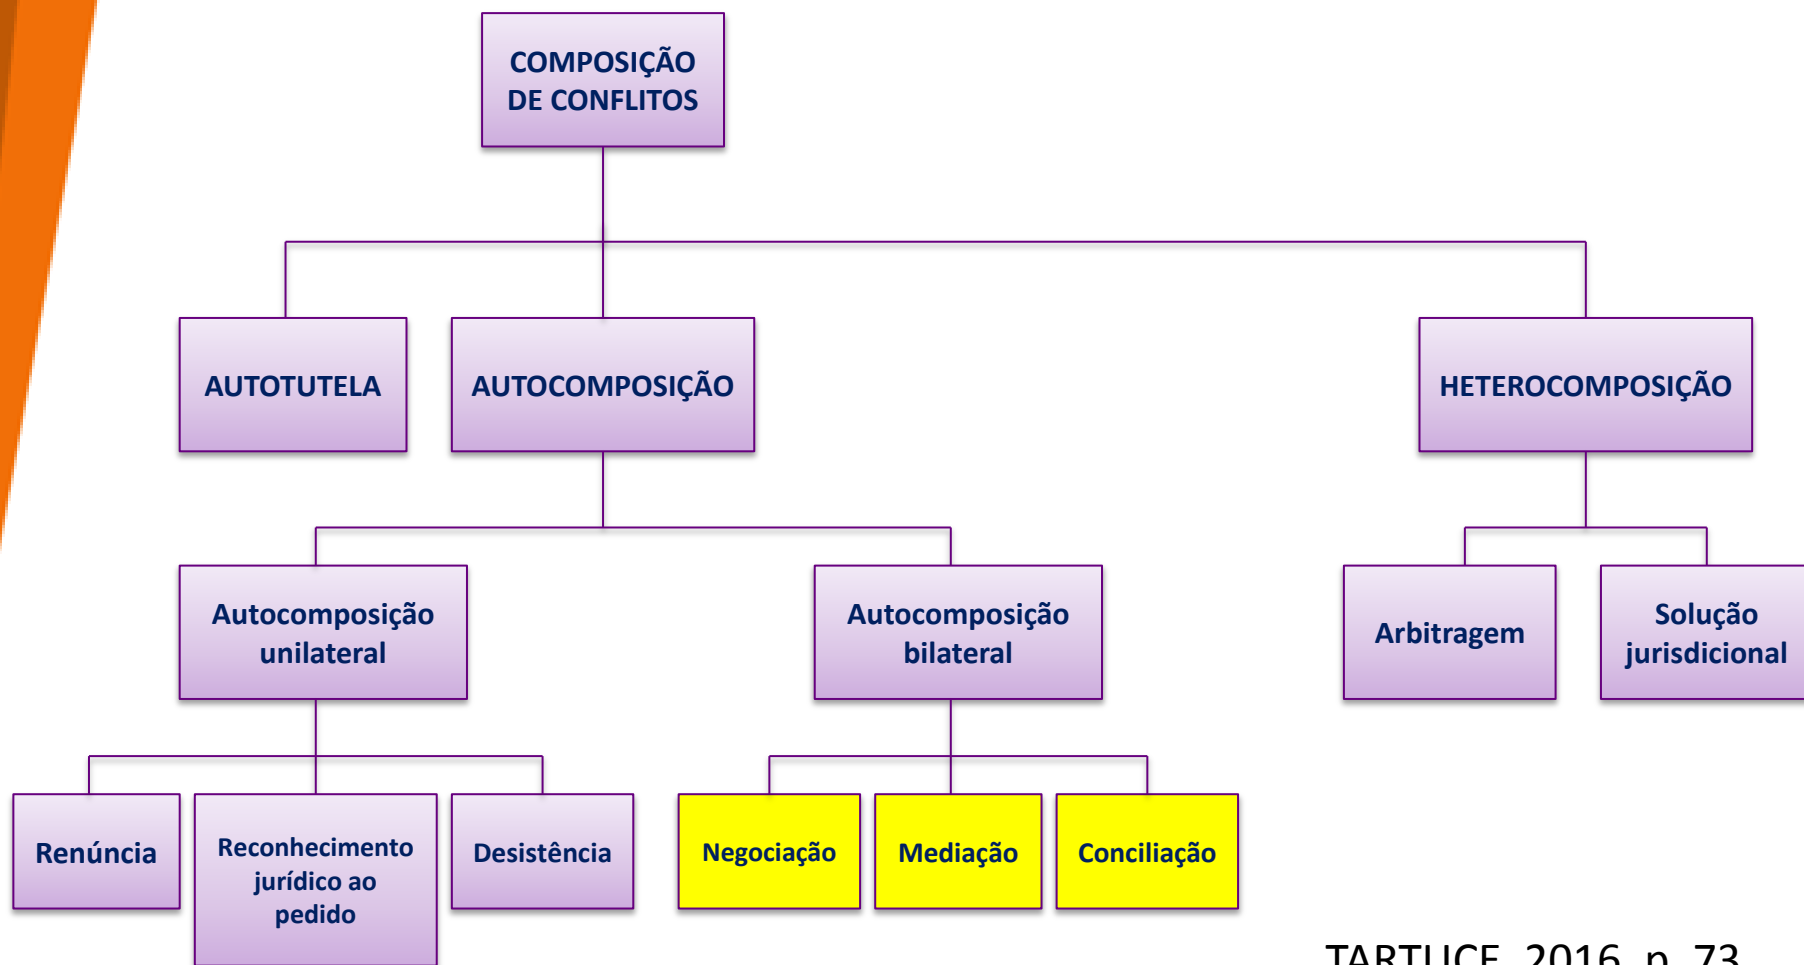 COMPOSIÇÃO
DE CONFLITOS
AUTOTUTELA
AUTOCOMPOSIÇÃO
HETEROCOMPOSIÇÃO
Autocomposição
unilateral
Autocomposição
bilateral
Arbitragem
Solução
jurisdicional
Renúncia
Reconhecimento
jurídico ao
pedido
Desistência
Negociação
Mediação
Conciliação
TARTUCE, 2016, p. 73